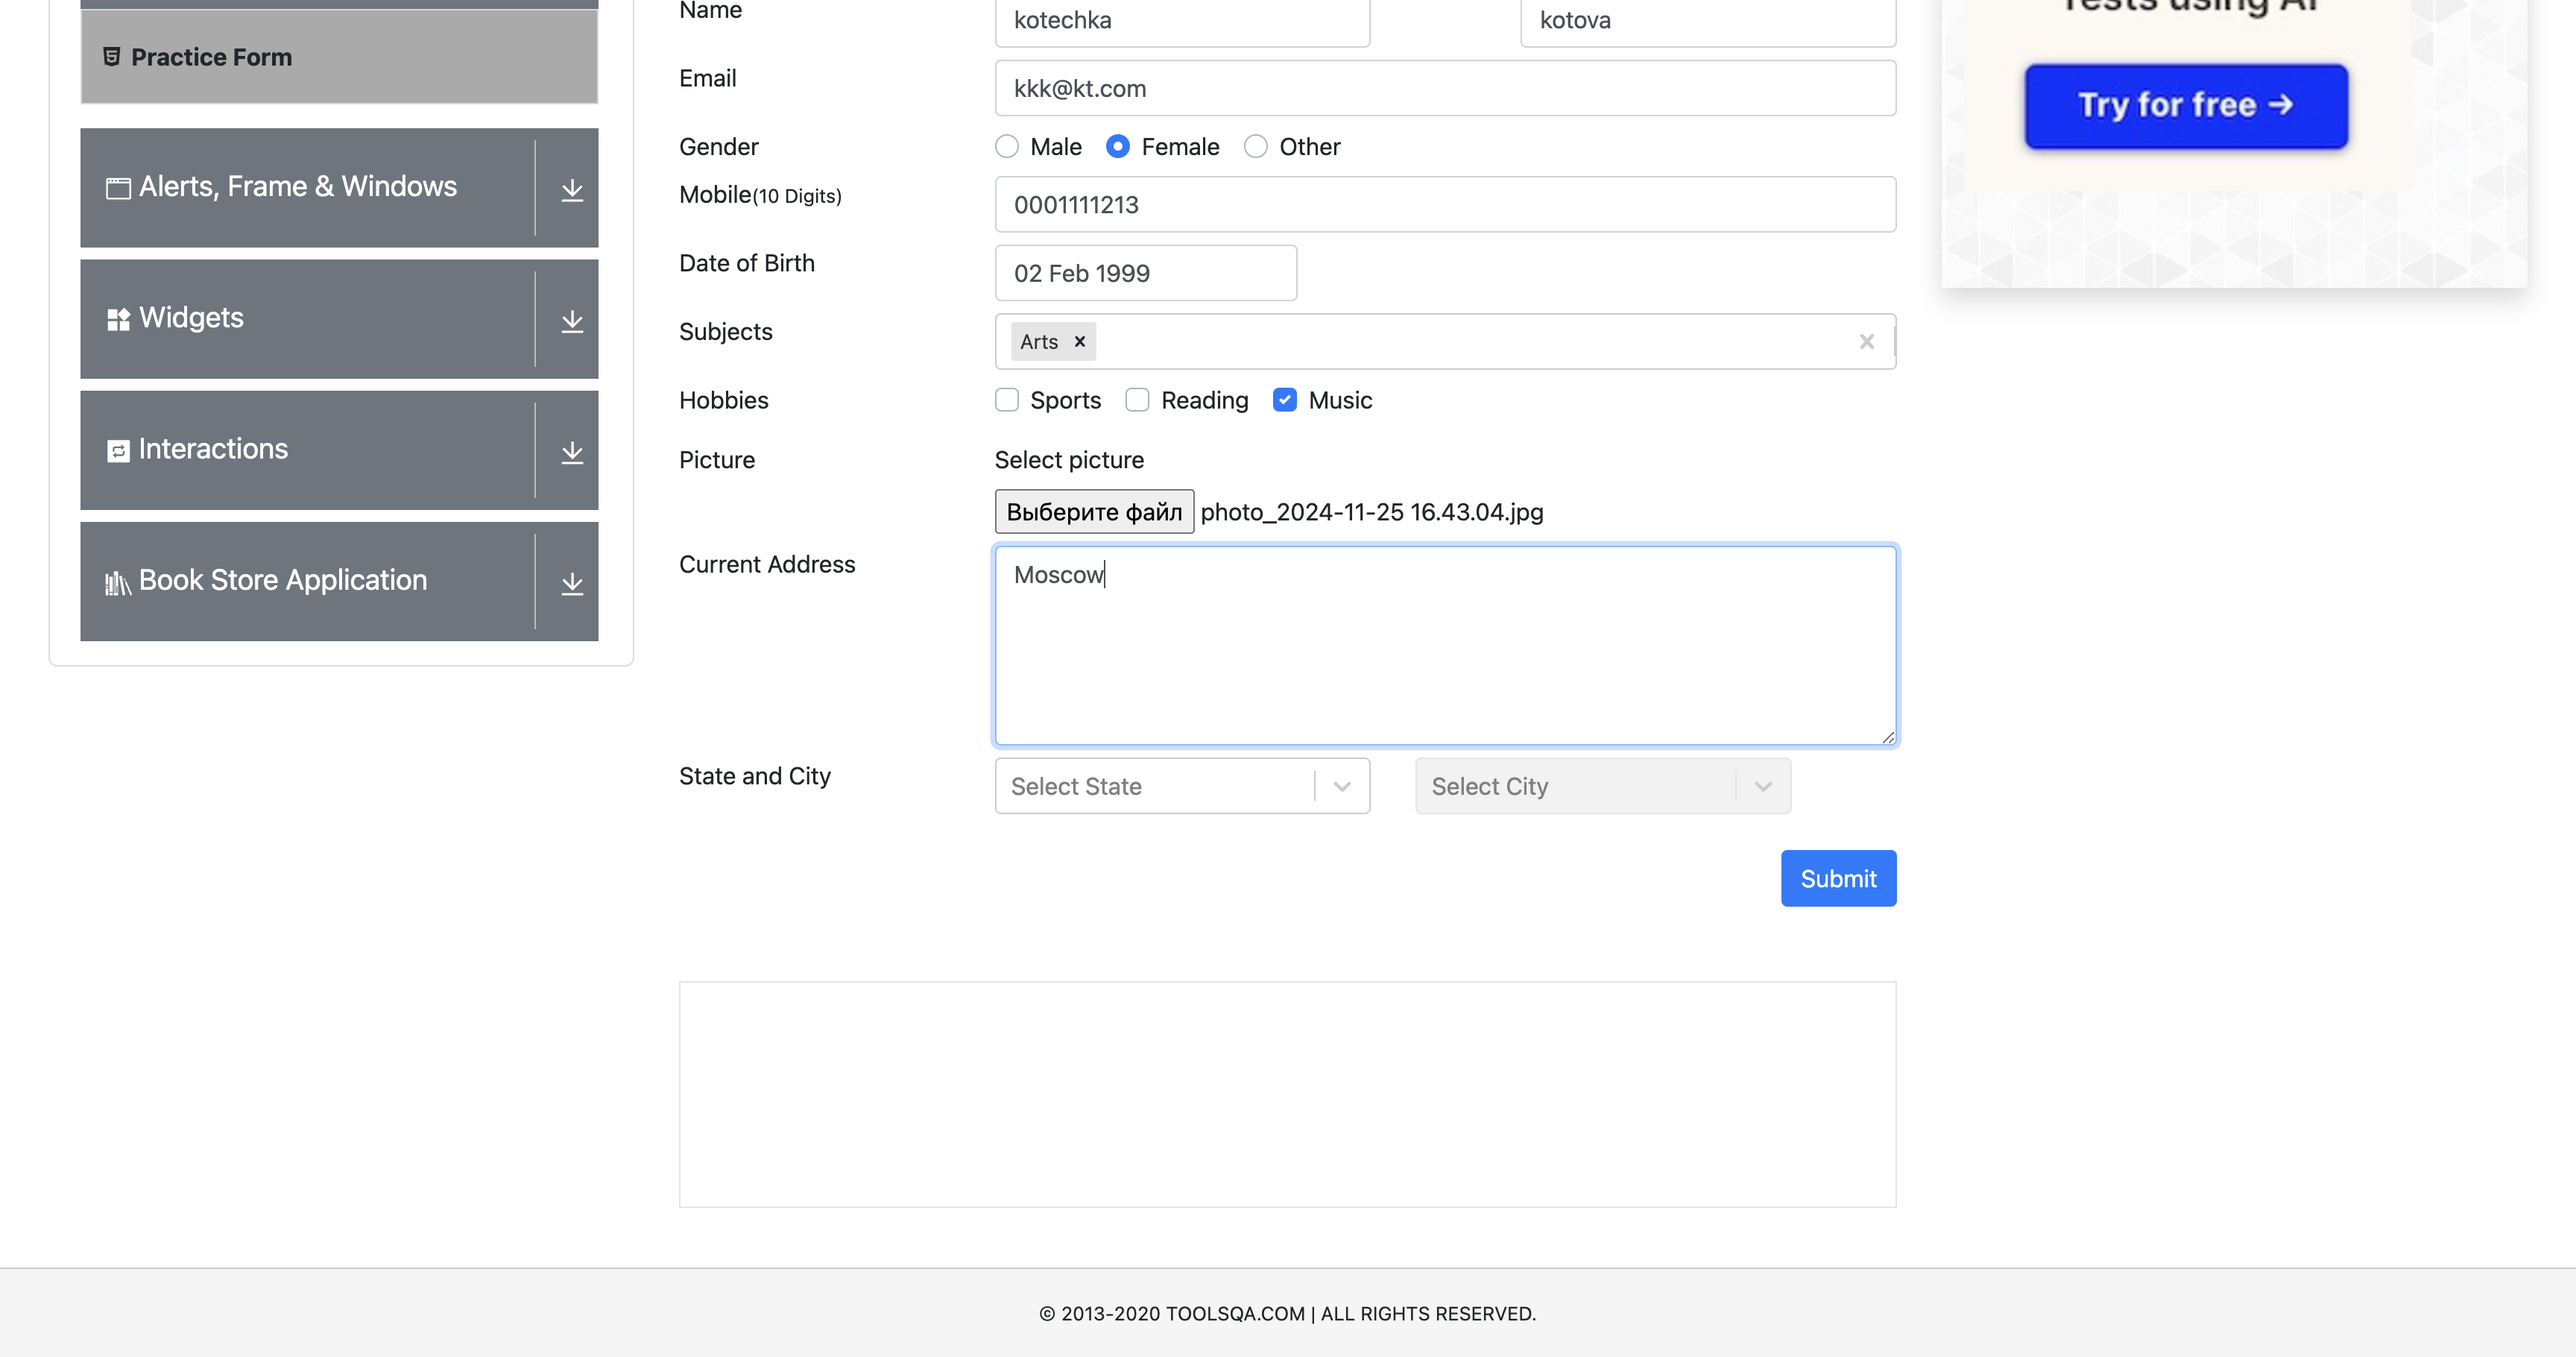 Practice Form
Alerts, Frame & Windows
Widgets
Interactions
Book Store Application
Name
kotechka
kotova
Email
kkk@kt.com
Gender
Male
Female
Other
Mobile(10 Digits)
0001111213
Date of Birth
02 Feb 1999
Subjects
Arts
Hobbies
Sports
Reading
Music
Picture
Select picture
Выберите файл photo_2024-11-25 16.43.04.jpg
Current Address
Moscow
State and City
Select State
Select City
Submit
Tests using AI
Try for free →
© 2013-2020 TOOLSQA.COM | ALL RIGHTS RESERVED.